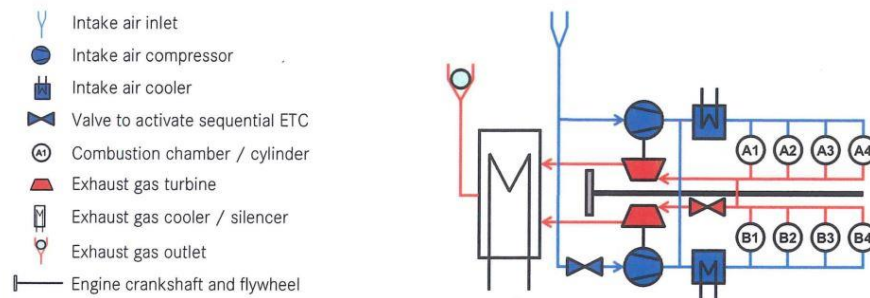 Intake air inlet
Intake air compressor
Intake air cooler
Valve to activate sequential ETC
A1 Combustion chamber / cylinder
Exhaust gas turbine
Exhaust gas cooler / silencer
Exhaust gas outlet
Engine crankshaft and flywheel
A1 A2 A3 A4
B1 B2 B3 B4